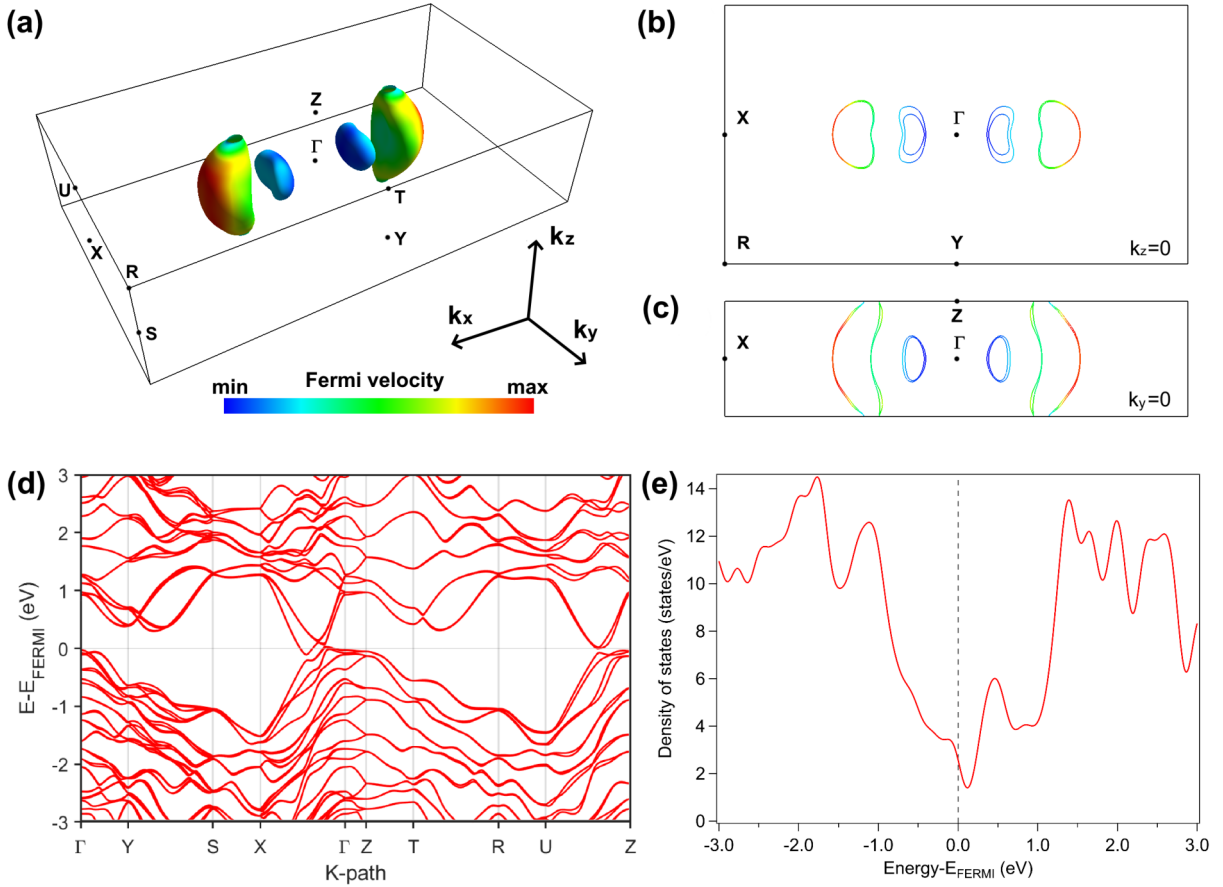 (a)
Z
Γ
U
X
R
S
T
Y
kz
kx
ky
min Fermi velocity max
(b)
X
Γ
R
Y
kz=0
(c)
Z
X
Γ
ky=0
(d)
3
2
1
0
-1
-2
-3
E-EFERMI (eV)
Γ Y S X Γ Z T R U Z
K-path
(e)
14
12
10
8
6
4
2
0
Density of states (states/eV)
-3.0 -2.0 -1.0 0.0 1.0 2.0 3.0
Energy-EFERMI (eV)